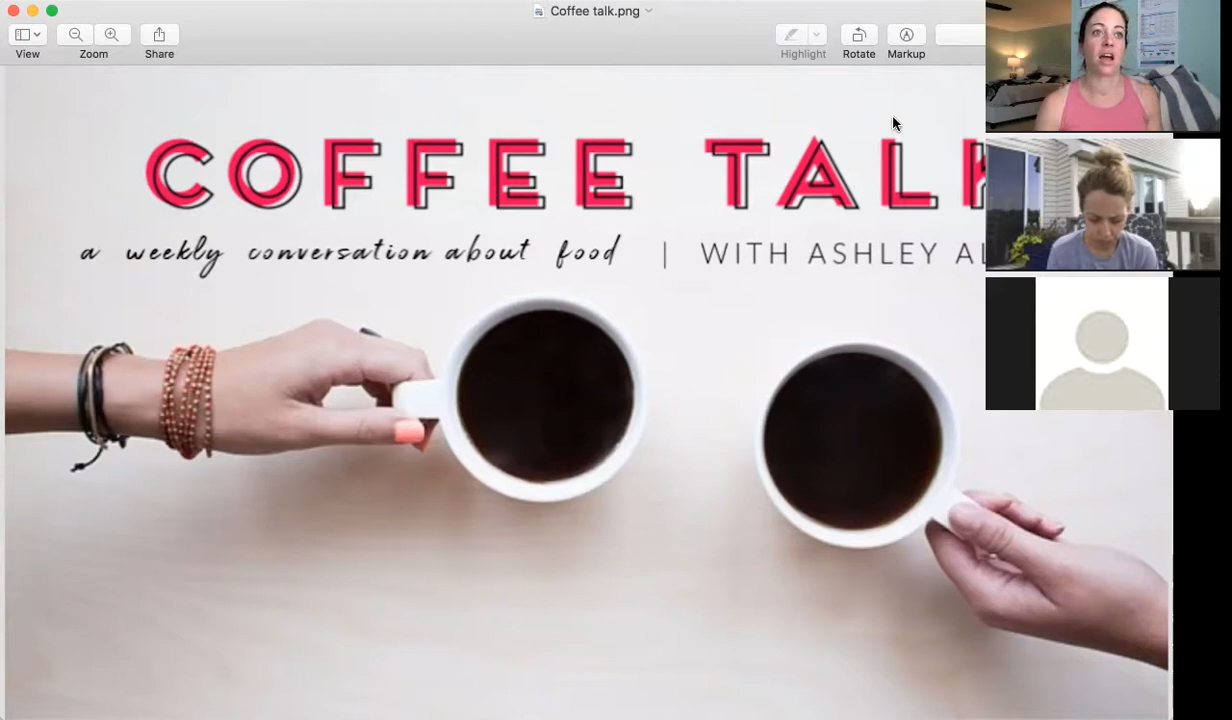 Coffee talk.png
View Zoom Share Highlight Rotate Markup
COFFEE TALK
a weekly conversation about food | WITH ASHLEY